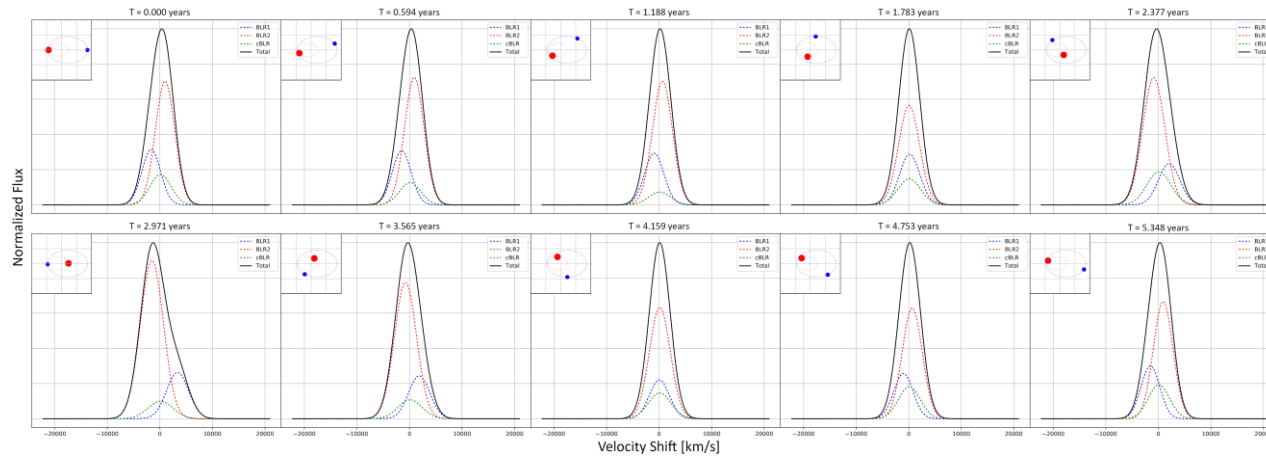 T = 0.000 years
T = 0.594 years
T = 1.188 years
T = 1.783 years
T = 2.377 years
BLR1
BLR2
cBLR
Total
BLR1
BLR2
cBLR
Total
BLR1
BLR2
cBLR
Total
BLR1
BLR2
cBLR
Total
BLR1
BLR2
cBLR
Total
-20000 -10000 0 10000 20000
-20000 -10000 0 10000 20000
-20000 -10000 0 10000 20000
-20000 -10000 0 10000 20000
-20000 -10000 0 10000 20000
Normalized Flux
T = 2.971 years
T = 3.565 years
T = 4.159 years
T = 4.753 years
T = 5.348 years
BLR1
BLR2
cBLR
Total
BLR1
BLR2
cBLR
Total
BLR1
BLR2
cBLR
Total
BLR1
BLR2
cBLR
Total
BLR1
BLR2
cBLR
Total
−20000 −10000 0 10000 20000
−20000 −10000 0 10000 20000
−20000 −10000 0 10000 20000
−20000 −10000 0 10000 20000
−20000 −10000 0 10000 20000
Velocity Shift [km/s]